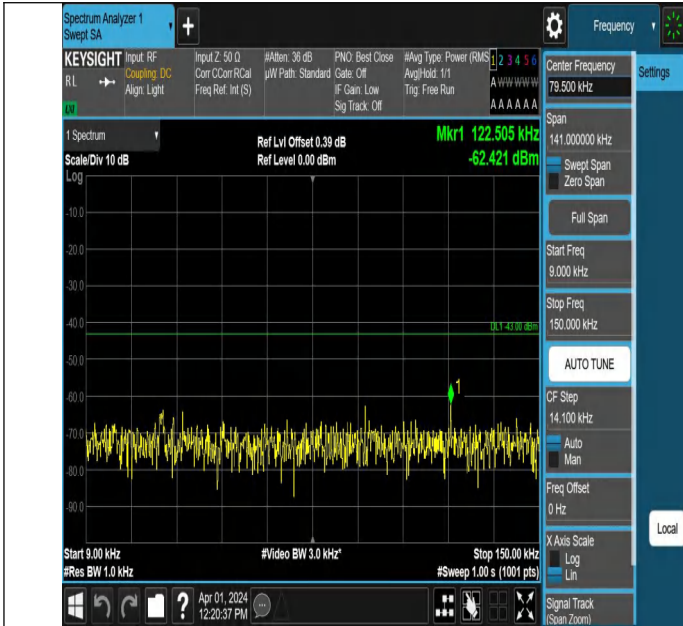 Spectrum Analyzer 1
Swept SA
+
Frequency
KEYSIGHT
RL
Input: RF
Coupling: DC
Align: Light
Input Z: 50 Ω
Corr CCorr RCal
Freq Ref: Int (S)
#Atten: 36 dB
µW Path: Standard
PNO: Best Close
Gate: Off
IF Gain: Low
Sig Track: Off
#Avg Type: Power (RMS
Avg|Hold: 1/1
Trig: Free Run
1 2 3 4 5 6
A W W W W W
A A A A A A
1 Spectrum
Scale/Div 10 dB
Log
Ref Lvl Offset 0.39 dB
Ref Level 0.00 dBm
Mkr1 122.505 kHz
-62.421 dBm
-10.0
-20.0
-30.0
-40.0
DL1 -43.00 dBm
-50.0
1
-60.0
-70.0
-80.0
-90.0
Start 9.00 kHz
#Video BW 3.0 kHz*
Stop 150.00 kHz
#Res BW 1.0 kHz
#Sweep 1.00 s (1001 pts)
?
Apr 01, 2024
12:20:37 PM
Center Frequency
79.500 kHz
Settings
Span
141.000000 kHz
Swept Span
Zero Span
Full Span
Start Freq
9.000 kHz
Stop Freq
150.000 kHz
AUTO TUNE
CF Step
14.100 kHz
Auto
Man
Freq Offset
0 Hz
Local
X Axis Scale
Log
Lin
Signal Track
(Span Zoom)